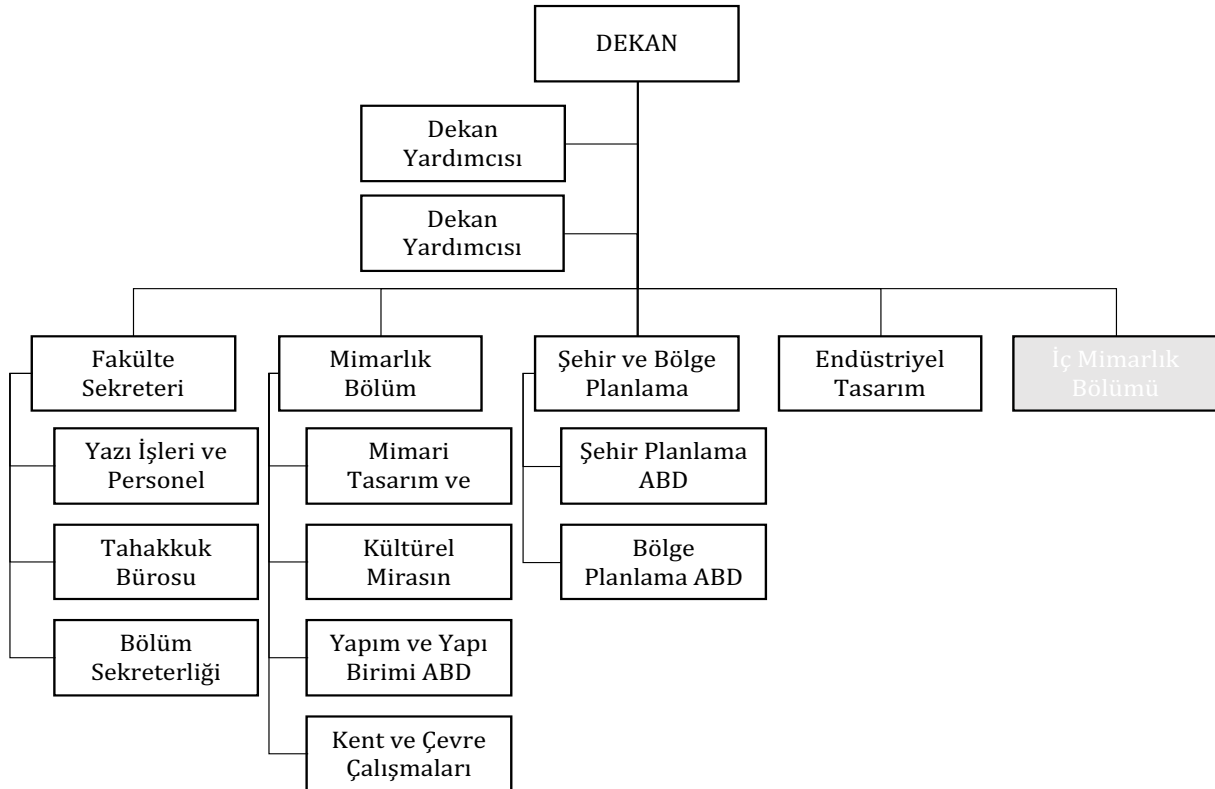 DEKAN
Dekan
Yardımcısı
Dekan
Yardımcısı
Fakülte
Sekreteri
Yazı İşleri ve
Personel
Tahakkuk
Bürosu
Bölüm
Sekreterliği
Mimarlık
Bölüm
Mimari
Tasarım ve
Kültürel
Mirasın
Yapım ve Yapı
Birimi ABD
Kent ve Çevre
Çalışmaları
Şehir ve Bölge
Planlama
Şehir Planlama
ABD
Bölge
Planlama ABD
Endüstriyel
Tasarım
İç Mimarlık
Bölümü